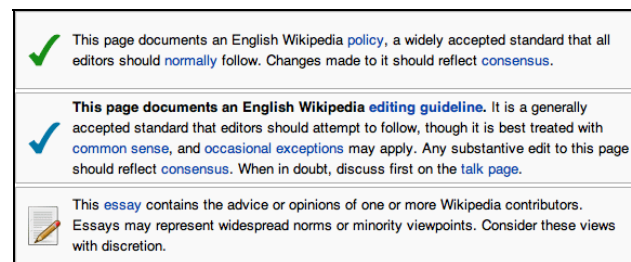 This page documents an English Wikipedia policy, a widely accepted standard that all
editors should normally follow. Changes made to it should reflect consensus.
This page documents an English Wikipedia editing guideline. It is a generally
accepted standard that editors should attempt to follow, though it is best treated with
common sense, and occasional exceptions may apply. Any substantive edit to this page
should reflect consensus. When in doubt, discuss first on the talk page.
This essay contains the advice or opinions of one or more Wikipedia contributors.
Essays may represent widespread norms or minority viewpoints. Consider these views
with discretion.